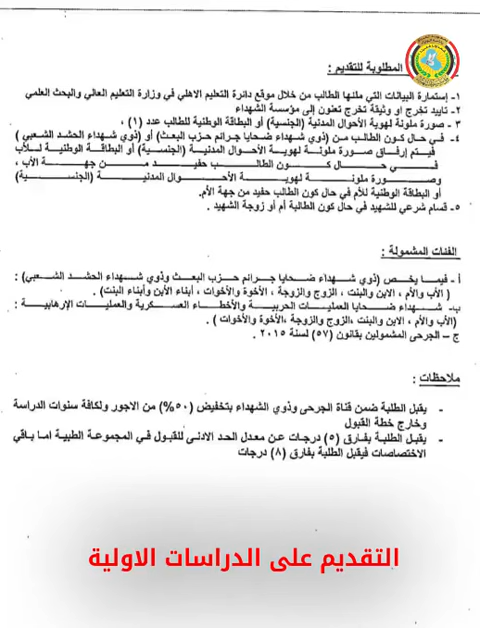 المطلوبة للتقديم :
١- إستمارة البيانات التي ملئها الطالب من خلال موقع دائرة التعليم الاهلي في وزارة التعليم العالي والبحث العلمي
٢- تاييد تخرج او وثيقة تخرج تعنون إلى مؤسسة الشهداء
٣ - صورة ملونة لهوية الأحوال المدنية (الجنسية) أو البطاقة الوطنية للطالب عدد (١) ،
٤- في حال كون الطالب من (ذوي شهداء ضحايا جرائم حزب البعث) أو (ذوي شهداء الحشد الشعبي )
فيتم إرفاق صورة ملونة لهوية الأحوال المدنية (الجنسية) أو البطاقة الوطنية للأب
في حال كون الطالب حفيد من جهة الأب ،
وصورة ملونة لهوية الأحوال المدنية (الجنسية)
أو البطاقة الوطنية للأم في حال كون الطالب حفيد من جهة الأم.
٥- قسام شرعي للشهيد في حال كون الطالبة أم أو زوجة الشهيد .
الفئات المشمولة :
أ - فيما يخص (ذوي شهداء ضحايا جرائم حزب البعث وذوي شهداء الحشد الشعبي) :
( الأب والأم ، الابن والبنت ، الزوج والزوجة ، الأخوة والأخوات ، أبناء الأبن وأبناء البنت).
ب- شهداء ضحايا العمليات الحربية والأخطاء العسكرية والعمليات الإرهابية :
(الأب والأم ، الابن والبنت ،الزوج والزوجة ،الأخوة والأخوات ) .
ج – الجرحى المشمولين بقانون (٥٧) لسنة ٢٠١٥ .
ملاحظات :
- يقبل الطلبة ضمن قناة الجرحى وذوي الشهداء بتخفيض (٥٠%) من الاجور ولكافة سنوات الدراسة
وخارج خطة القبول
- يقبل الطلبة بفارق (٥) درجات عن معدل الحد الادنى للقبول في المجموعة الطبية اما باقي
الاختصاصات فيقبل الطلبة بفارق (٨) درجات
التقديم على الدراسات الاولية